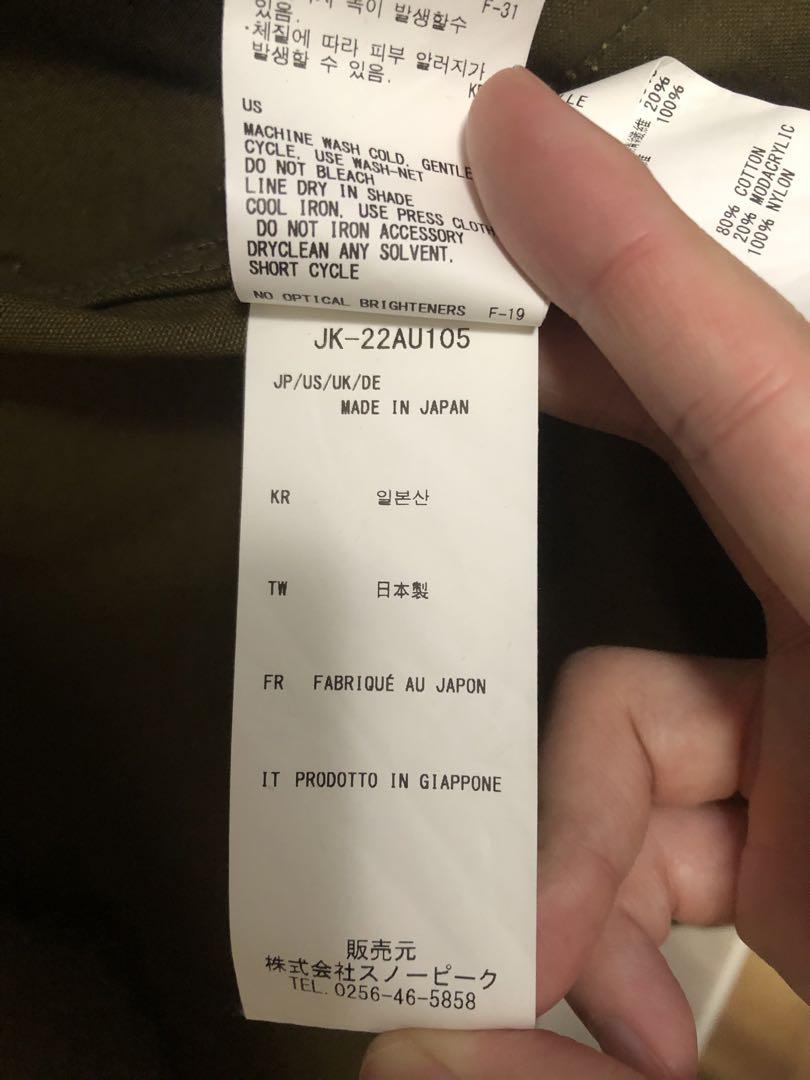 F-31
있음.
발생할수
·체질에 따라 피부 알러지가
발생할 수 있음.
US
MACHINE WASH COLD. GENTLE
CYCLE. USE WASH-NET
DO NOT BLEACH
LINE DRY IN SHADE
COOL IRON. USE PRESS CLOTH
DO NOT IRON ACCESSORY
DRYCLEAN ANY SOLVENT.
SHORT CYCLE
NO OPTICAL BRIGHTENERS F-19
20%
100%
80% COTTON
20% MODACRYLIC
100% NYLON
JK-22AU105
JP/US/UK/DE
MADE IN JAPAN
KR 일본산
TW 日本製
FR FABRIQUÉ AU JAPON
IT PRODOTTO IN GIAPPONE
販売元
株式会社スノーピーク
TEL. 0256-46-5858